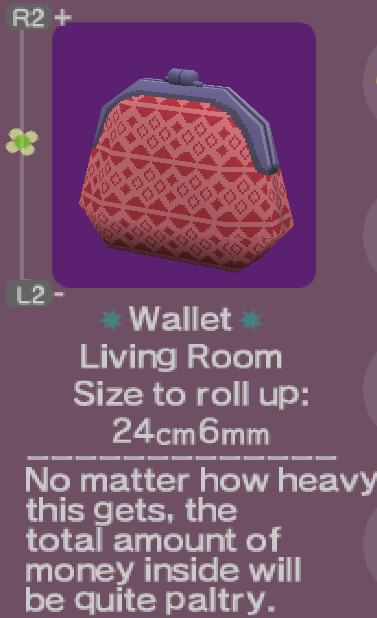 R2 +
L2 -
Wallet
Living Room
Size to roll up:
24cm6mm
No matter how heavy
this gets, the
total amount of
money inside will
be quite paltry.